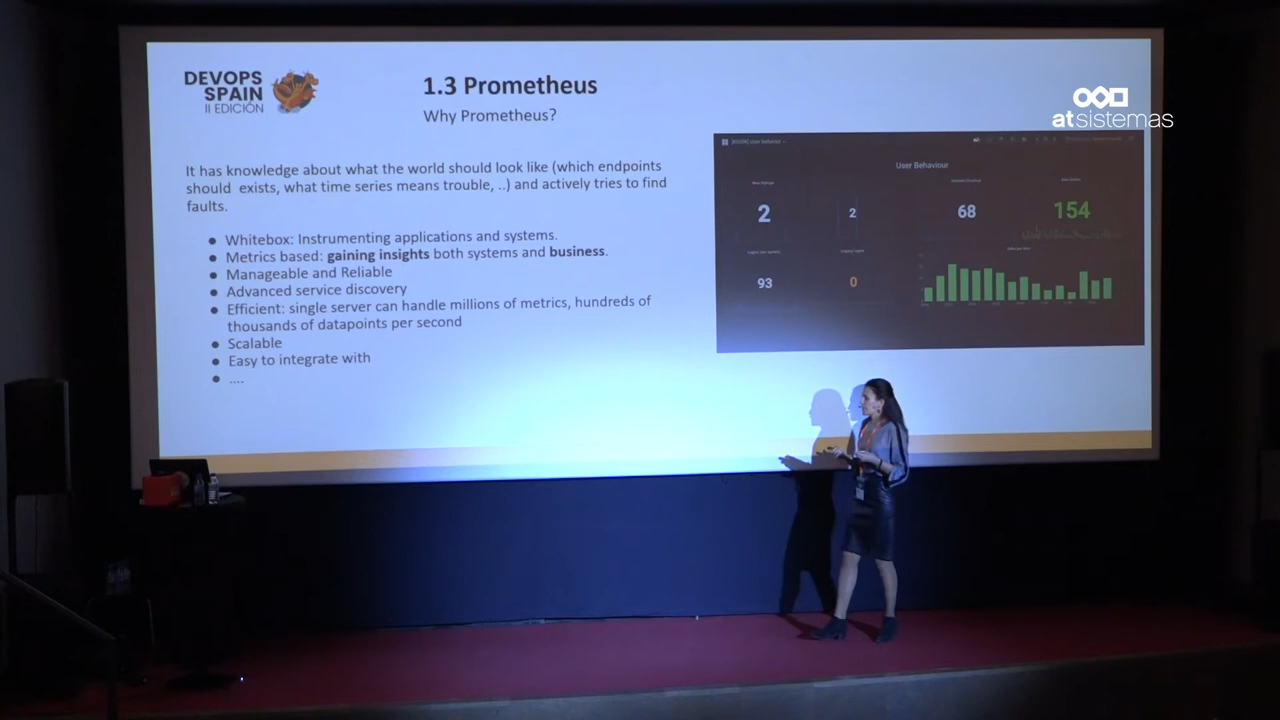 DEVOPS
SPAIN
II EDICIÓN
1.3 Prometheus
Why Prometheus?
atsistemas
It has knowledge about what the world should look like (which endpoints
should exists, what time series means trouble, ..) and actively tries to find
faults.
● Whitebox: Instrumenting applications and systems.
● Metrics based: gaining insights both systems and business.
● Manageable and Reliable
● Advanced service discovery
● Efficient: single server can handle millions of metrics, hundreds of
thousands of datapoints per second
● Scalable
● Easy to integrate with
● ....
User Behaviour
2
2
68
154
93
0